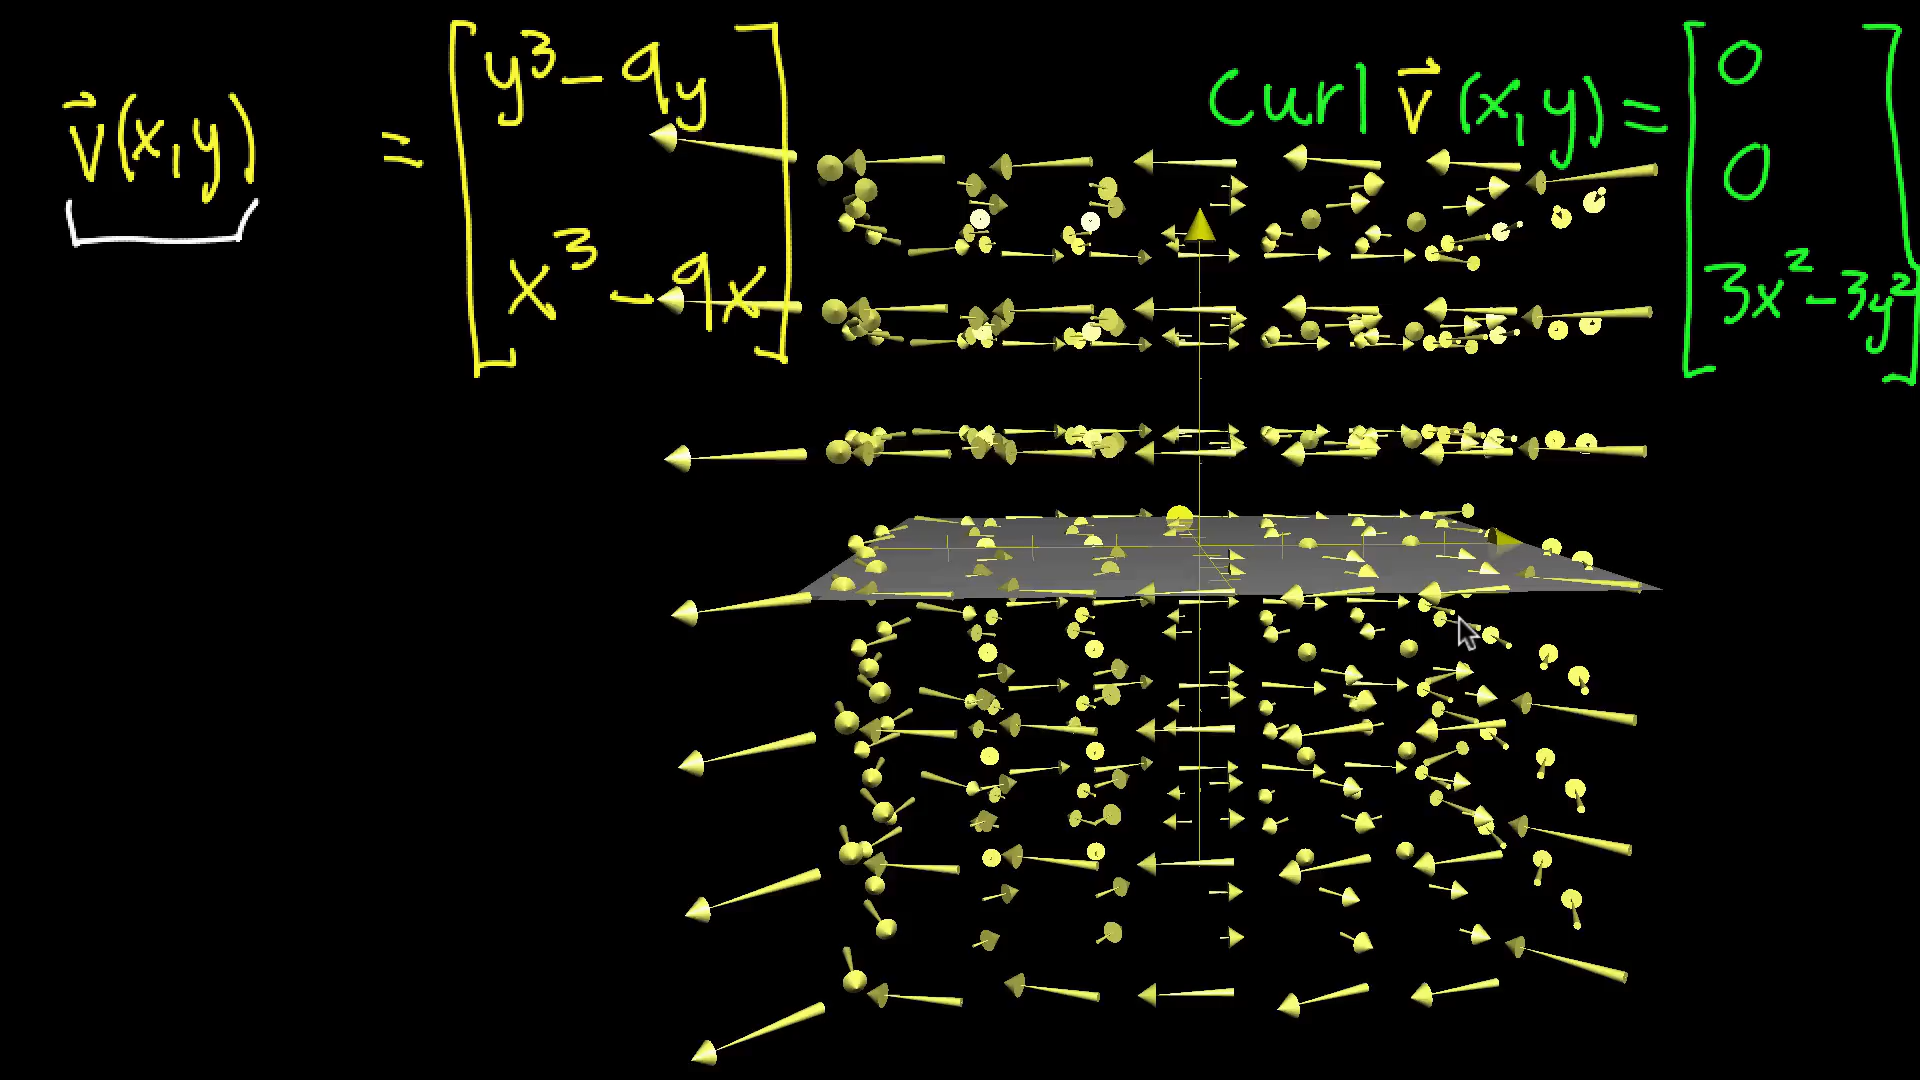 v⃗(x,y) = [ y³ - 9y
x³ - 9x ]
Curl v⃗(x,y) = [ 0
0
3x² - 3y² ]